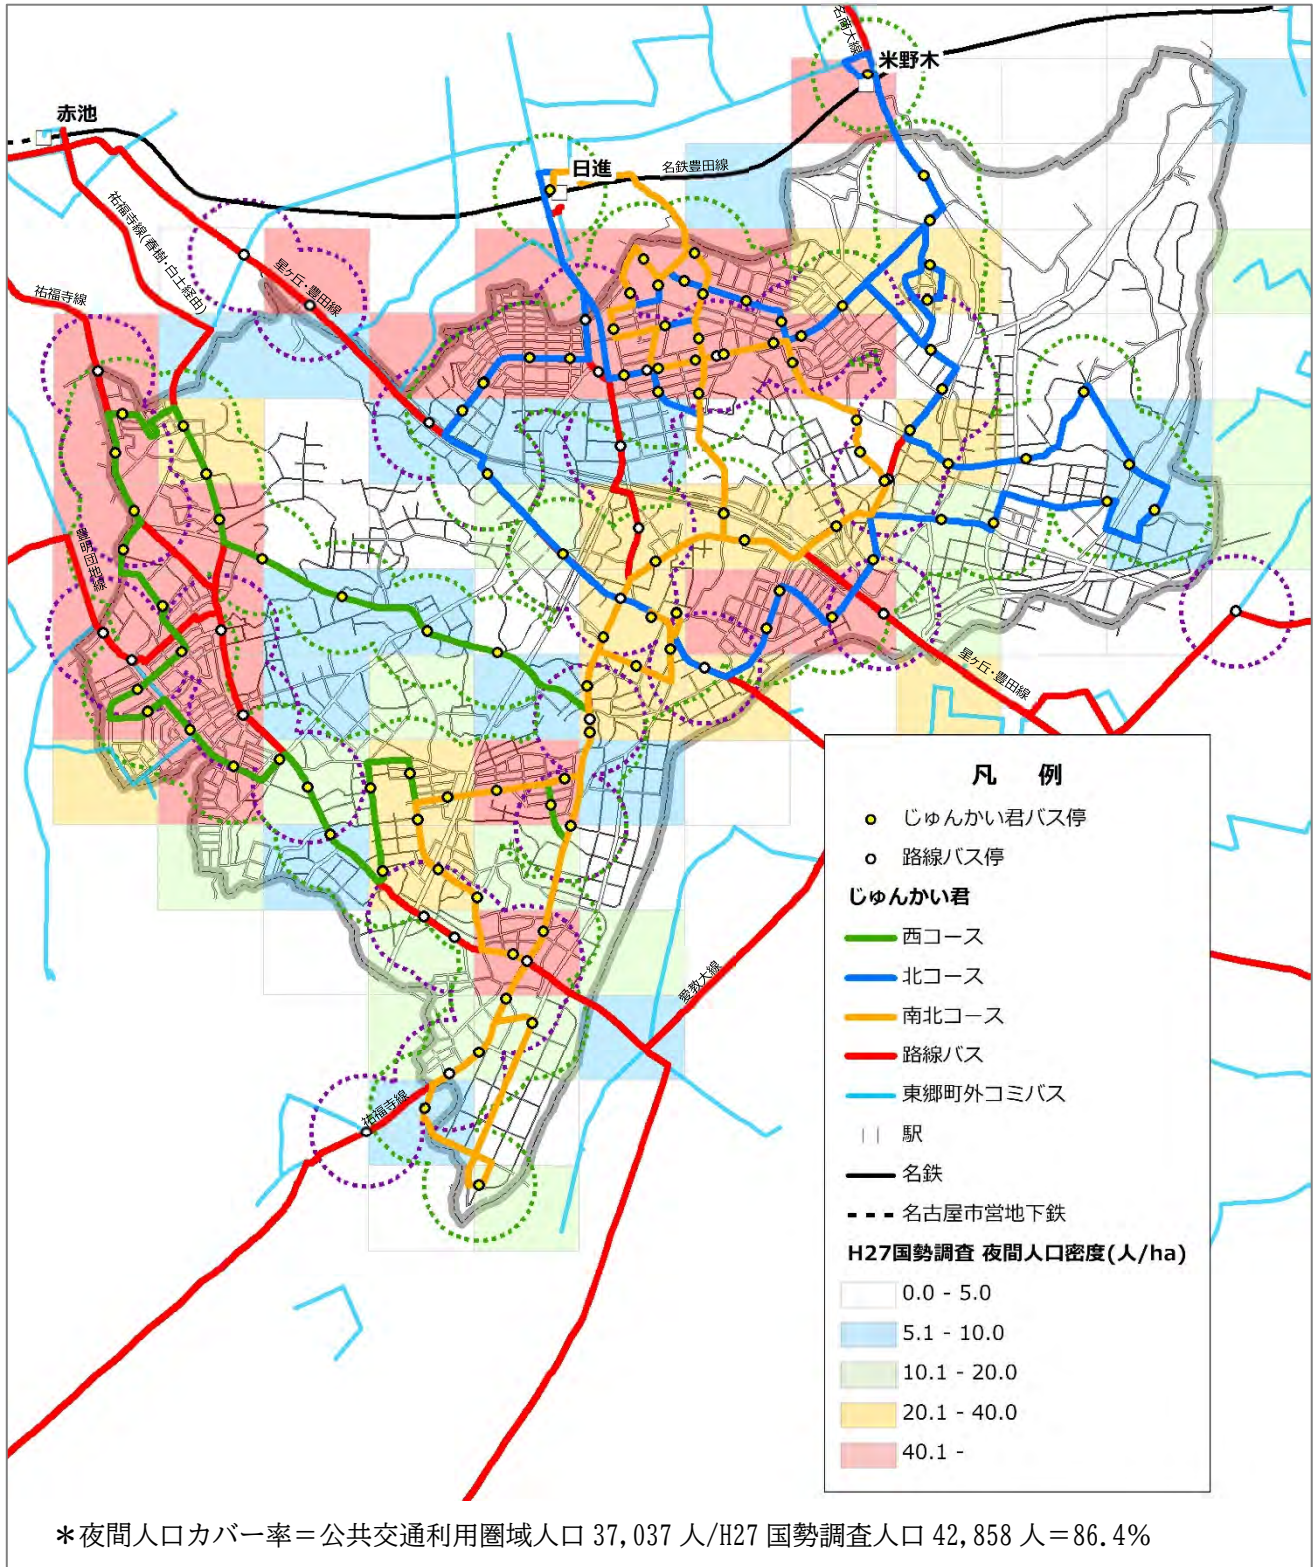 名商大線
米野木
赤池
日進
名鉄豊田線
祐福寺線(春樹・白土経由)
星ヶ丘・豊田線
祐福寺線
豊明団地線
星ヶ丘・豊田線
愛教大線
祐福寺線
凡 例
じゅんかい君バス停
路線バス停
じゅんかい君
西コース
北コース
南北コース
路線バス
東郷町外コミバス
駅
名鉄
名古屋市営地下鉄
H27国勢調査 夜間人口密度(人/ha)
0.0 - 5.0
5.1 - 10.0
10.1 - 20.0
20.1 - 40.0
40.1 -
＊夜間人口カバー率＝公共交通利用圏域人口 37,037 人/H27 国勢調査人口 42,858 人＝86.4%